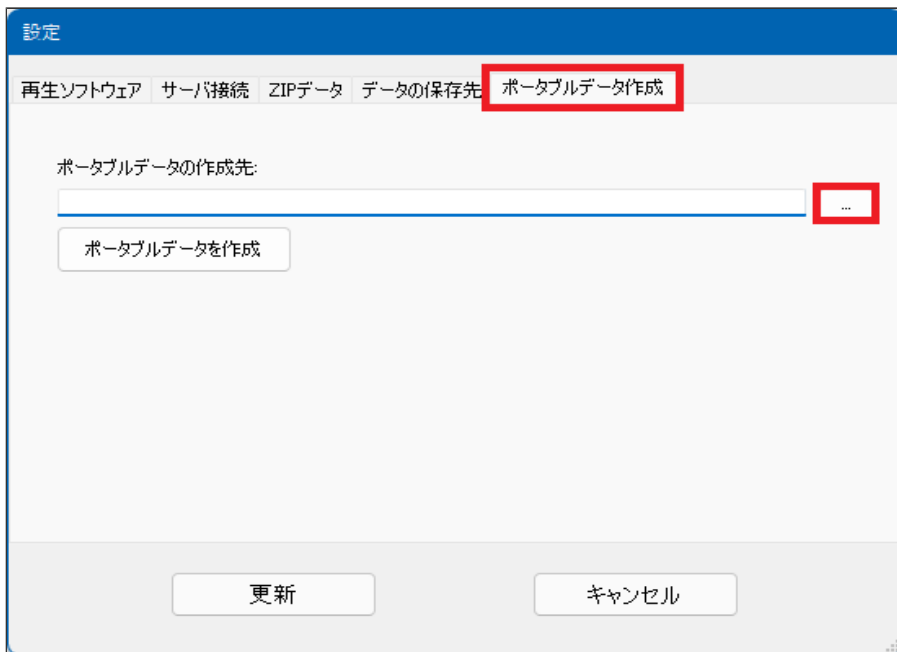 設定
再生ソフトウェア サーバ接続 ZIPデータ データの保存先 ポータブルデータ作成
ポータブルデータの作成先:
...
ポータブルデータを作成
更新 キャンセル